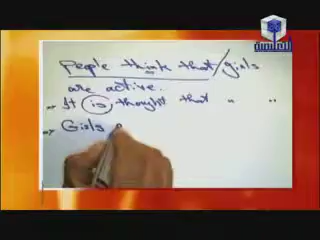 People think that/girls
are active.
It is thought that " "
Girls